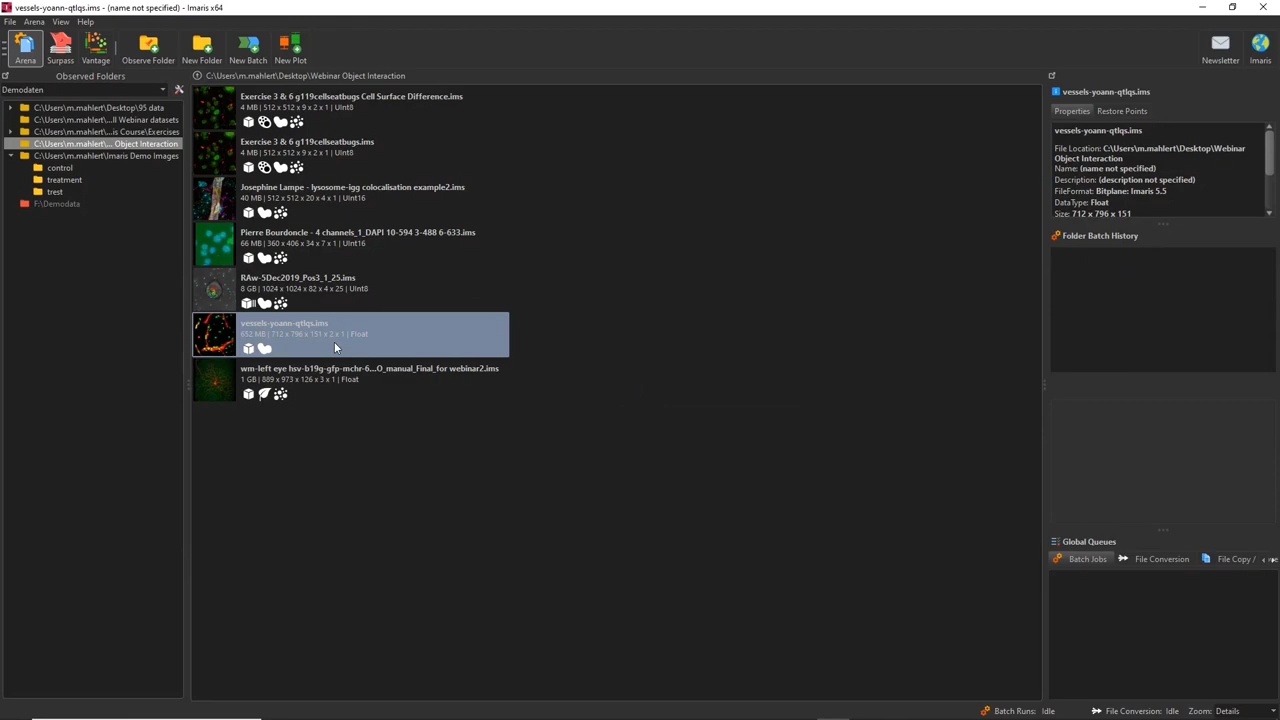 vessels-yoann-qtlqs.ims - (name not specified) - Imaris x64
File Arena View Help
Arena Surpass Vantage Observe Folder New Folder New Batch New Plot Newsletter Imaris
Observed Folders
Demodaten
C:\Users\m.mahlert\Desktop\95 data
C:\Users\m.mahlert\...ll Webinar datasets
C:\Users\m.mahlert\...is Course\Exercises
C:\Users\m.mahlert\... Object Interaction
C:\Users\m.mahlert\...\Imaris Demo Images
control
treatment
trest
F:\Demodata
C:\Users\m.mahlert\Desktop\Webinar Object Interaction
Exercise 3 & 6 g119cellseatbugs Cell Surface Difference.ims
4 MB | 512 x 512 x 9 x 2 x 1 | UInt8
Exercise 3 & 6 g119cellseatbugs.ims
4 MB | 512 x 512 x 9 x 2 x 1 | UInt8
Josephine Lampe - lysosome-igg colocalisation example2.ims
40 MB | 512 x 512 x 20 x 4 x 1 | UInt16
Pierre Bourdoncle - 4 channels_1_DAPI 10-594 3-488 6-633.ims
66 MB | 360 x 406 x 34 x 7 x 1 | UInt16
RAw-5Dec2019_Pos3_1_25.ims
8 GB | 1024 x 1024 x 82 x 4 x 25 | UInt8
vessels-yoann-qtlqs.ims
652 MB | 712 x 796 x 151 x 2 x 1 | Float
wm-left eye hsv-b19g-gfp-mchr-6...O_manual_Final_for webinar2.ims
1 GB | 889 x 973 x 126 x 3 x 1 | Float
vessels-yoann-qtlqs.ims
Properties Restore Points
vessels-yoann-qtlqs.ims
File Location: C:\Users\m.mahlert\Desktop\Webinar
Object Interaction
Name: (name not specified)
Description: (description not specified)
FileFormat: Bitplane: Imaris 5.5
DataType: Float
Size: 712 x 796 x 151
Folder Batch History
Global Queues
Batch Jobs File Conversion File Copy /
Batch Runs: Idle File Conversion: Idle Zoom: Details